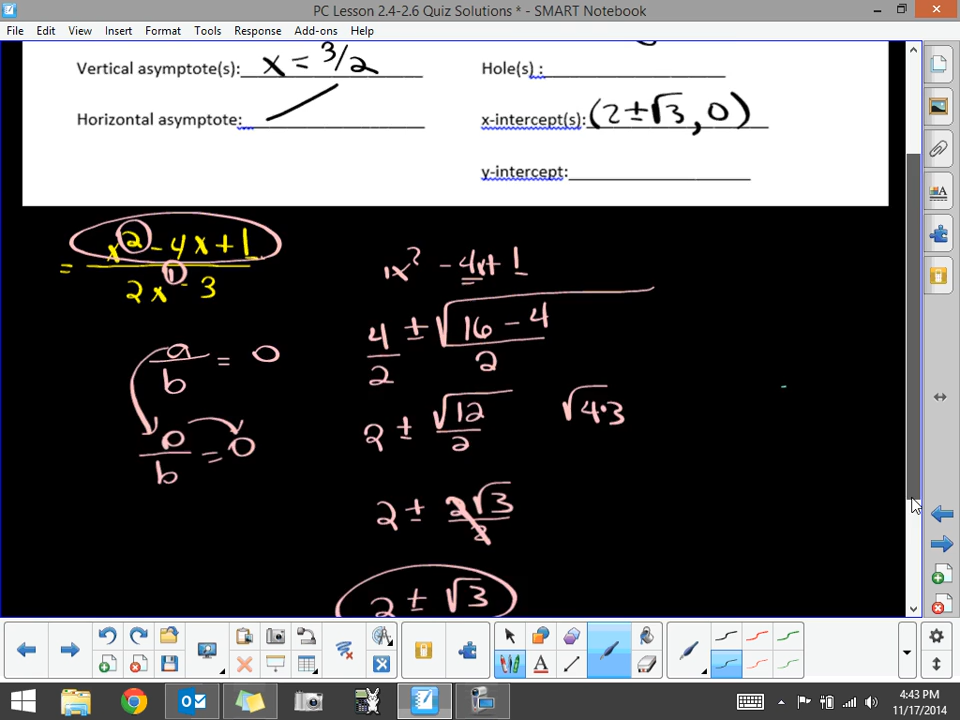 PC Lesson 2.4-2.6 Quiz Solutions * - SMART Notebook
File Edit View Insert Format Tools Response Add-ons Help
Vertical asymptote(s): x = 3/2
Hole(s) :
Horizontal asymptote:
x-intercept(s): (2 ± √3, 0)
y-intercept:
= x² - 4x + 1 / 2x¹ - 3
a/b = 0
0/b = 0
1x² - 4x + 1
4/2 ± √16 - 4 / 2
2 ± √12 / 2
√4·3
2 ± 2√3 / 2
2 ± √3
4:43 PM
11/17/2014